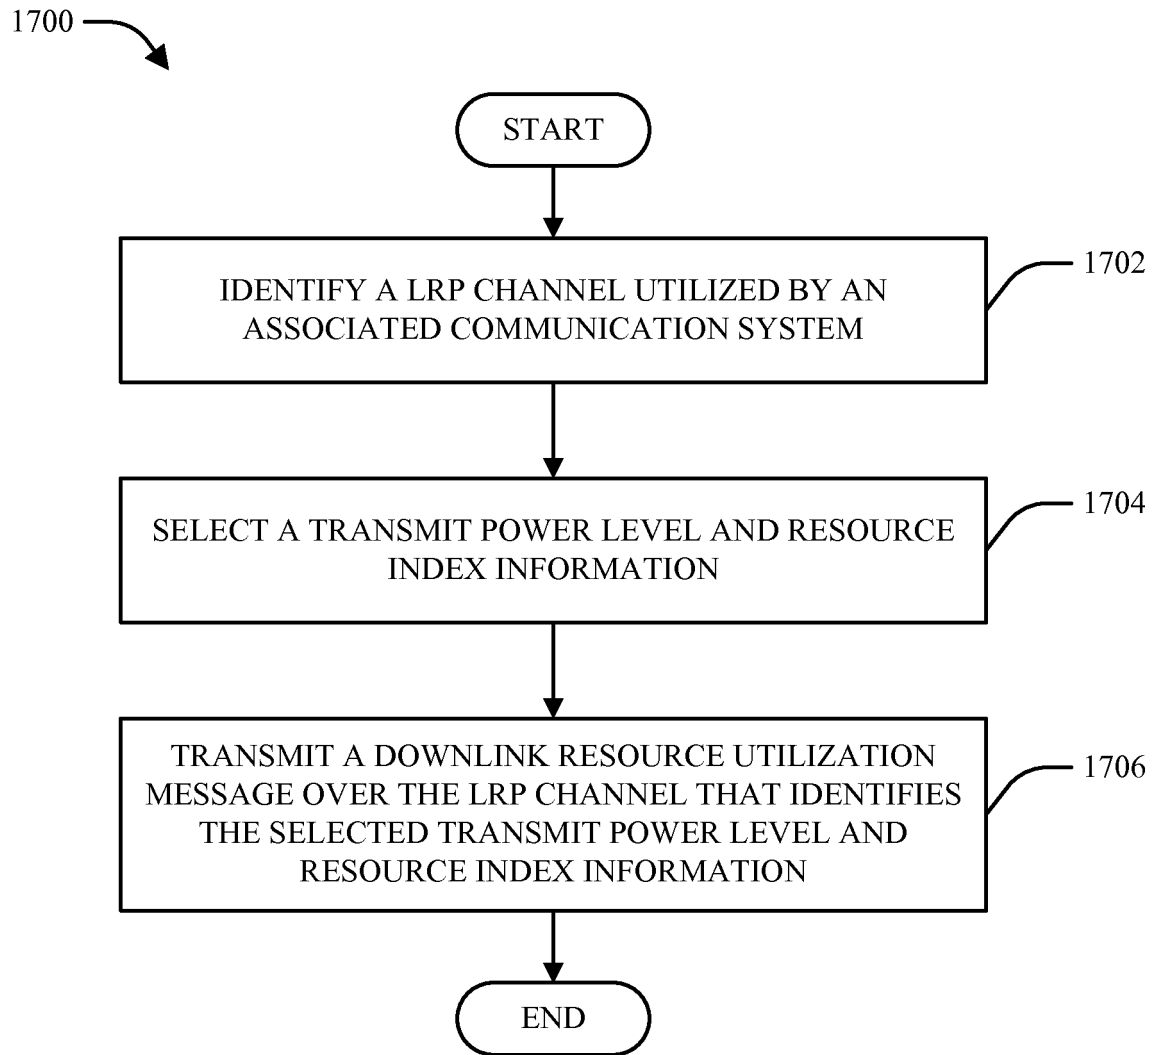 1700
START
IDENTIFY A LRP CHANNEL UTILIZED BY AN
ASSOCIATED COMMUNICATION SYSTEM
1702
SELECT A TRANSMIT POWER LEVEL AND RESOURCE
INDEX INFORMATION
1704
TRANSMIT A DOWNLINK RESOURCE UTILIZATION
MESSAGE OVER THE LRP CHANNEL THAT IDENTIFIES
THE SELECTED TRANSMIT POWER LEVEL AND
RESOURCE INDEX INFORMATION
1706
END